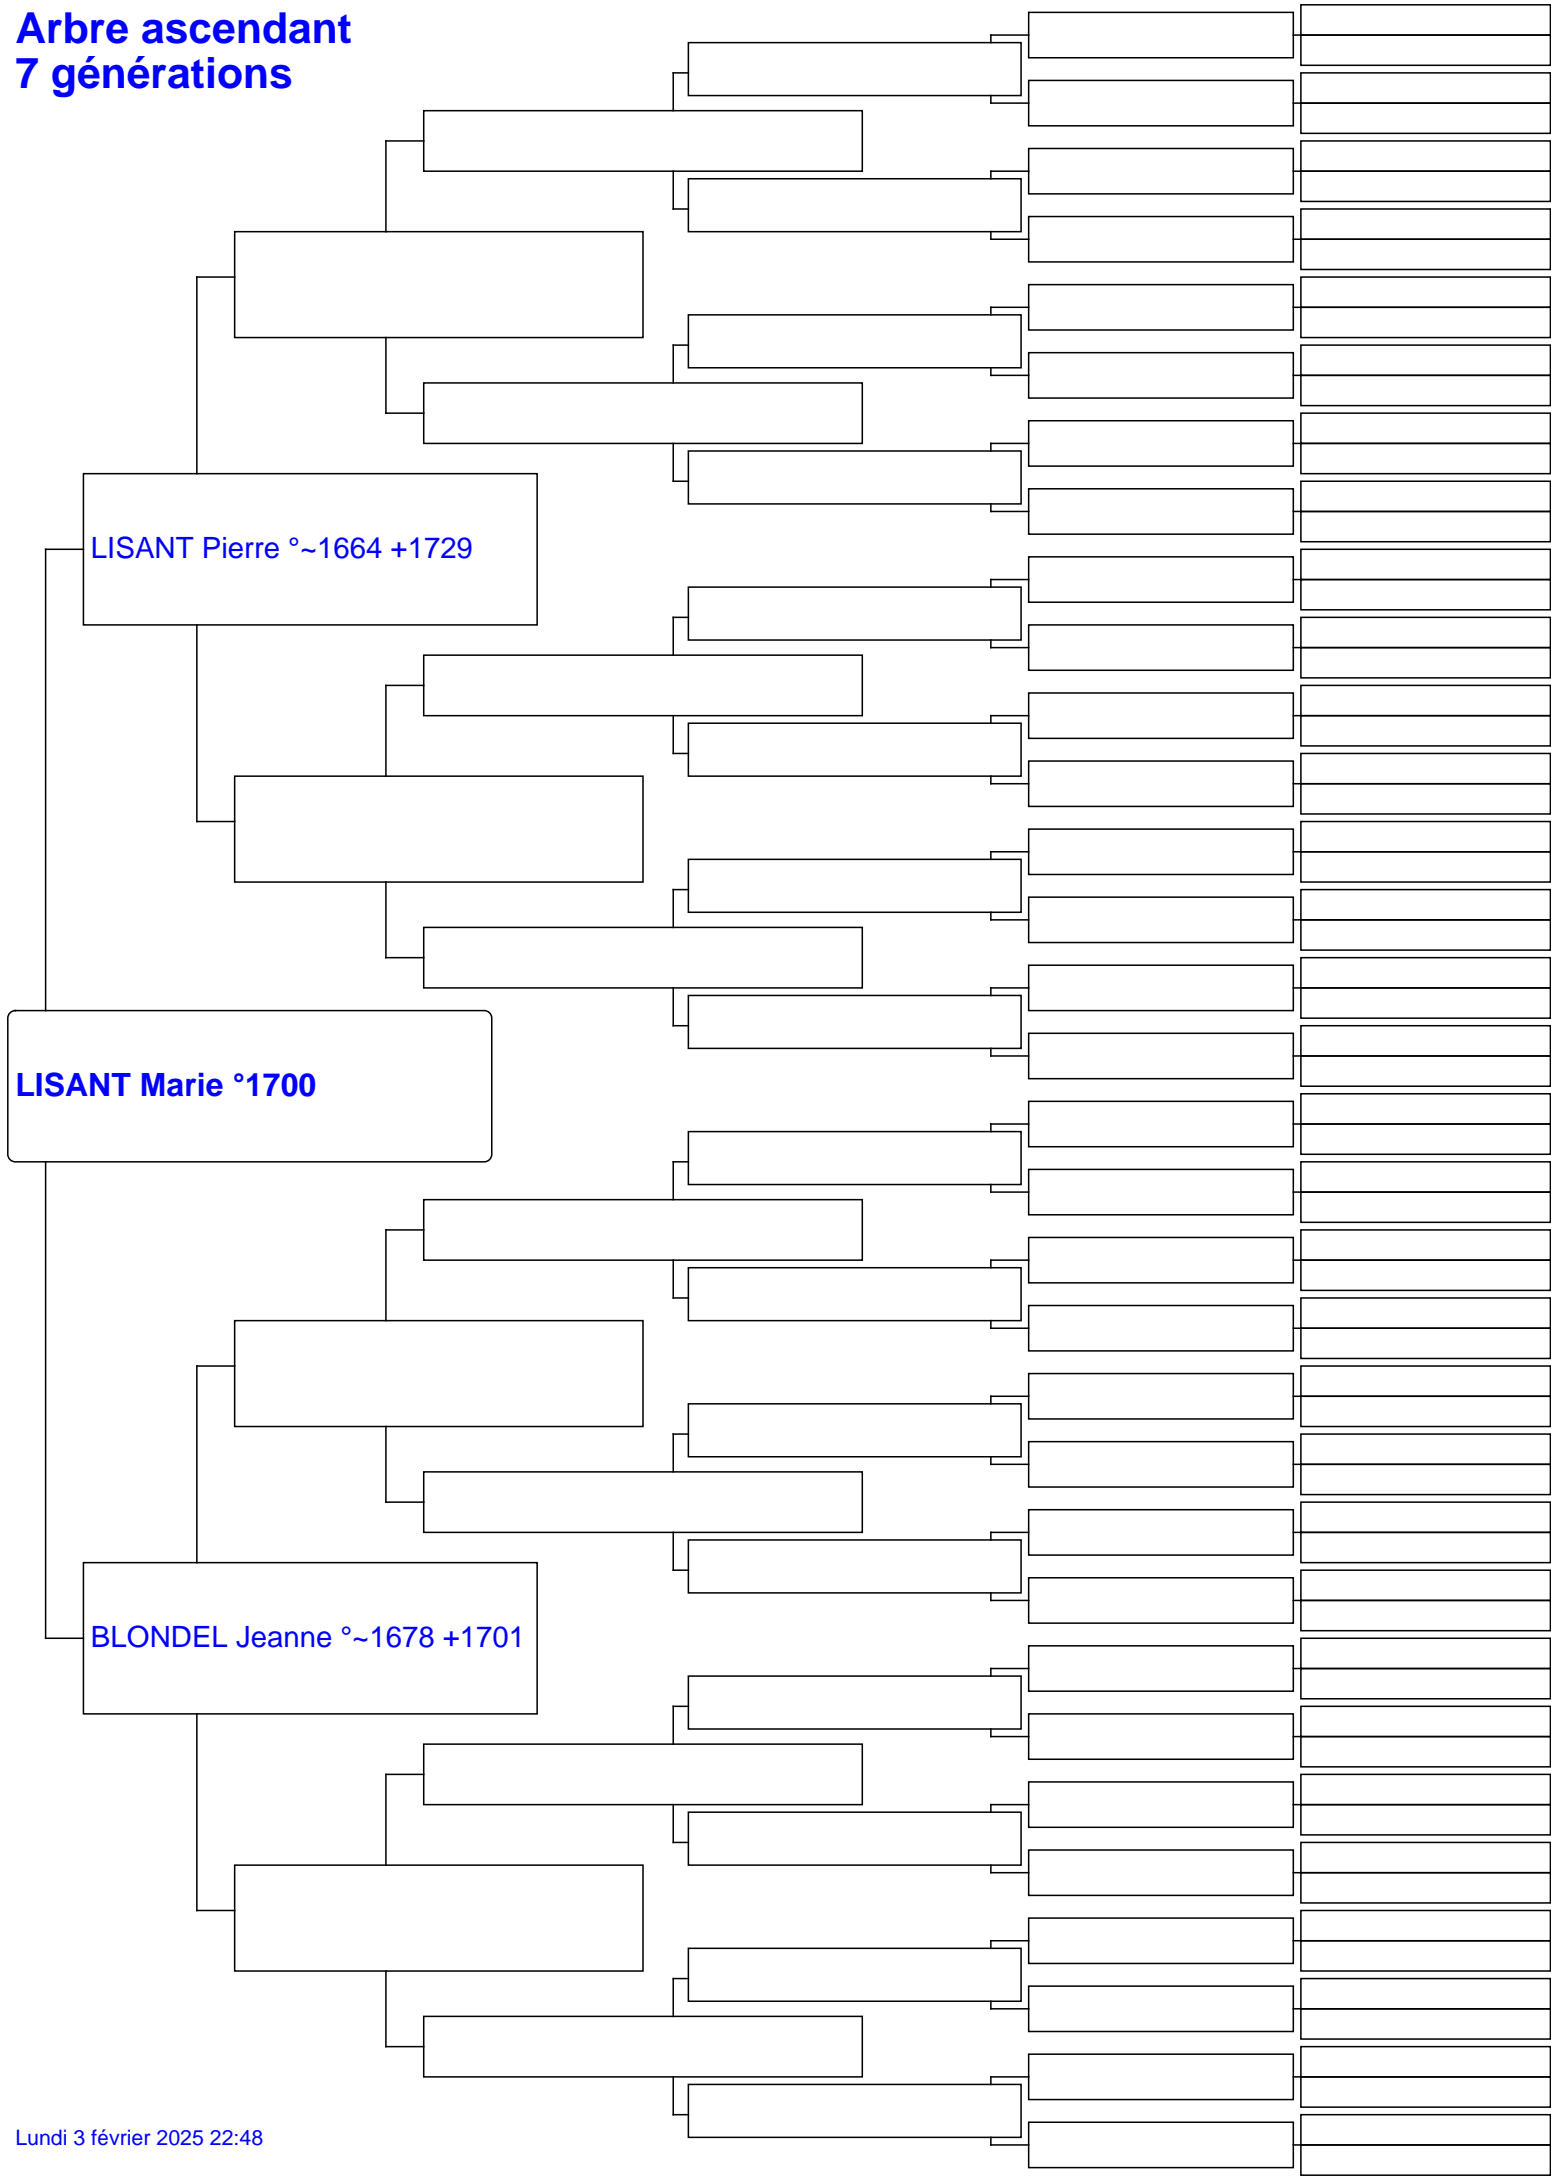 Arbre ascendant
7 générations
LISANT Pierre °~1664 +1729
LISANT Marie °1700
BLONDEL Jeanne °~1678 +1701
Lundi 3 février 2025 22:48